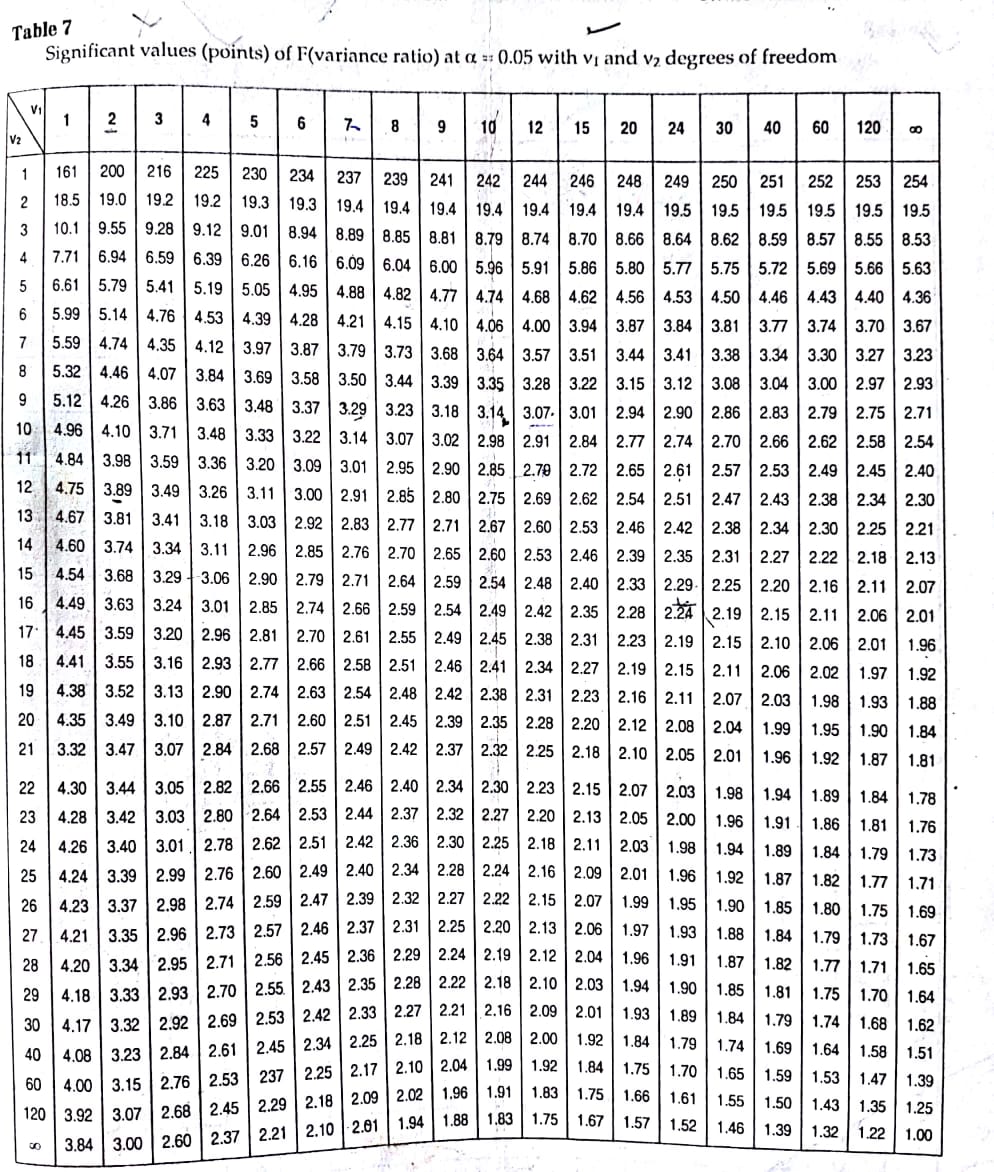 Table 7
Significant values (points) of F(variance ratio) at α = 0.05 with v₁ and v₂ degrees of freedom
V₁ 1 2 3 4 5 6 7 8 9 10 12 15 20 24 30 40 60 120 ∞
V₂
1 161 200 216 225 230 234 237 239 241 242 244 246 248 249 250 251 252 253 254
2 18.5 19.0 19.2 19.2 19.3 19.3 19.4 19.4 19.4 19.4 19.4 19.4 19.4 19.5 19.5 19.5 19.5 19.5 19.5
3 10.1 9.55 9.28 9.12 9.01 8.94 8.89 8.85 8.81 8.79 8.74 8.70 8.66 8.64 8.62 8.59 8.57 8.55 8.53
4 7.71 6.94 6.59 6.39 6.26 6.16 6.09 6.04 6.00 5.96 5.91 5.86 5.80 5.77 5.75 5.72 5.69 5.66 5.63
5 6.61 5.79 5.41 5.19 5.05 4.95 4.88 4.82 4.77 4.74 4.68 4.62 4.56 4.53 4.50 4.46 4.43 4.40 4.36
6 5.99 5.14 4.76 4.53 4.39 4.28 4.21 4.15 4.10 4.06 4.00 3.94 3.87 3.84 3.81 3.77 3.74 3.70 3.67
7 5.59 4.74 4.35 4.12 3.97 3.87 3.79 3.73 3.68 3.64 3.57 3.51 3.44 3.41 3.38 3.34 3.30 3.27 3.23
8 5.32 4.46 4.07 3.84 3.69 3.58 3.50 3.44 3.39 3.35 3.28 3.22 3.15 3.12 3.08 3.04 3.00 2.97 2.93
9 5.12 4.26 3.86 3.63 3.48 3.37 3.29 3.23 3.18 3.14 3.07 3.01 2.94 2.90 2.86 2.83 2.79 2.75 2.71
10 4.96 4.10 3.71 3.48 3.33 3.22 3.14 3.07 3.02 2.98 2.91 2.84 2.77 2.74 2.70 2.66 2.62 2.58 2.54
11 4.84 3.98 3.59 3.36 3.20 3.09 3.01 2.95 2.90 2.85 2.79 2.72 2.65 2.61 2.57 2.53 2.49 2.45 2.40
12 4.75 3.89 3.49 3.26 3.11 3.00 2.91 2.85 2.80 2.75 2.69 2.62 2.54 2.51 2.47 2.43 2.38 2.34 2.30
13 4.67 3.81 3.41 3.18 3.03 2.92 2.83 2.77 2.71 2.67 2.60 2.53 2.46 2.42 2.38 2.34 2.30 2.25 2.21
14 4.60 3.74 3.34 3.11 2.96 2.85 2.76 2.70 2.65 2.60 2.53 2.46 2.39 2.35 2.31 2.27 2.22 2.18 2.13
15 4.54 3.68 3.29 3.06 2.90 2.79 2.71 2.64 2.59 2.54 2.48 2.40 2.33 2.29 2.25 2.20 2.16 2.11 2.07
16 4.49 3.63 3.24 3.01 2.85 2.74 2.66 2.59 2.54 2.49 2.42 2.35 2.28 2.24 2.19 2.15 2.11 2.06 2.01
17 4.45 3.59 3.20 2.96 2.81 2.70 2.61 2.55 2.49 2.45 2.38 2.31 2.23 2.19 2.15 2.10 2.06 2.01 1.96
18 4.41 3.55 3.16 2.93 2.77 2.66 2.58 2.51 2.46 2.41 2.34 2.27 2.19 2.15 2.11 2.06 2.02 1.97 1.92
19 4.38 3.52 3.13 2.90 2.74 2.63 2.54 2.48 2.42 2.38 2.31 2.23 2.16 2.11 2.07 2.03 1.98 1.93 1.88
20 4.35 3.49 3.10 2.87 2.71 2.60 2.51 2.45 2.39 2.35 2.28 2.20 2.12 2.08 2.04 1.99 1.95 1.90 1.84
21 3.32 3.47 3.07 2.84 2.68 2.57 2.49 2.42 2.37 2.32 2.25 2.18 2.10 2.05 2.01 1.96 1.92 1.87 1.81
22 4.30 3.44 3.05 2.82 2.66 2.55 2.46 2.40 2.34 2.30 2.23 2.15 2.07 2.03 1.98 1.94 1.89 1.84 1.78
23 4.28 3.42 3.03 2.80 2.64 2.53 2.44 2.37 2.32 2.27 2.20 2.13 2.05 2.00 1.96 1.91 1.86 1.81 1.76
24 4.26 3.40 3.01 2.78 2.62 2.51 2.42 2.36 2.30 2.25 2.18 2.11 2.03 1.98 1.94 1.89 1.84 1.79 1.73
25 4.24 3.39 2.99 2.76 2.60 2.49 2.40 2.34 2.28 2.24 2.16 2.09 2.01 1.96 1.92 1.87 1.82 1.77 1.71
26 4.23 3.37 2.98 2.74 2.59 2.47 2.39 2.32 2.27 2.22 2.15 2.07 1.99 1.95 1.90 1.85 1.80 1.75 1.69
27 4.21 3.35 2.96 2.73 2.57 2.46 2.37 2.31 2.25 2.20 2.13 2.06 1.97 1.93 1.88 1.84 1.79 1.73 1.67
28 4.20 3.34 2.95 2.71 2.56 2.45 2.36 2.29 2.24 2.19 2.12 2.04 1.96 1.91 1.87 1.82 1.77 1.71 1.65
29 4.18 3.33 2.93 2.70 2.55 2.43 2.35 2.28 2.22 2.18 2.10 2.03 1.94 1.90 1.85 1.81 1.75 1.70 1.64
30 4.17 3.32 2.92 2.69 2.53 2.42 2.33 2.27 2.21 2.16 2.09 2.01 1.93 1.89 1.84 1.79 1.74 1.68 1.62
40 4.08 3.23 2.84 2.61 2.45 2.34 2.25 2.18 2.12 2.08 2.00 1.92 1.84 1.79 1.74 1.69 1.64 1.58 1.51
60 4.00 3.15 2.76 2.53 237 2.25 2.17 2.10 2.04 1.99 1.92 1.84 1.75 1.70 1.65 1.59 1.53 1.47 1.39
120 3.92 3.07 2.68 2.45 2.29 2.18 2.09 2.02 1.96 1.91 1.83 1.75 1.66 1.61 1.55 1.50 1.43 1.35 1.25
∞ 3.84 3.00 2.60 2.37 2.21 2.10 2.01 1.94 1.88 1.83 1.75 1.67 1.57 1.52 1.46 1.39 1.32 1.22 1.00